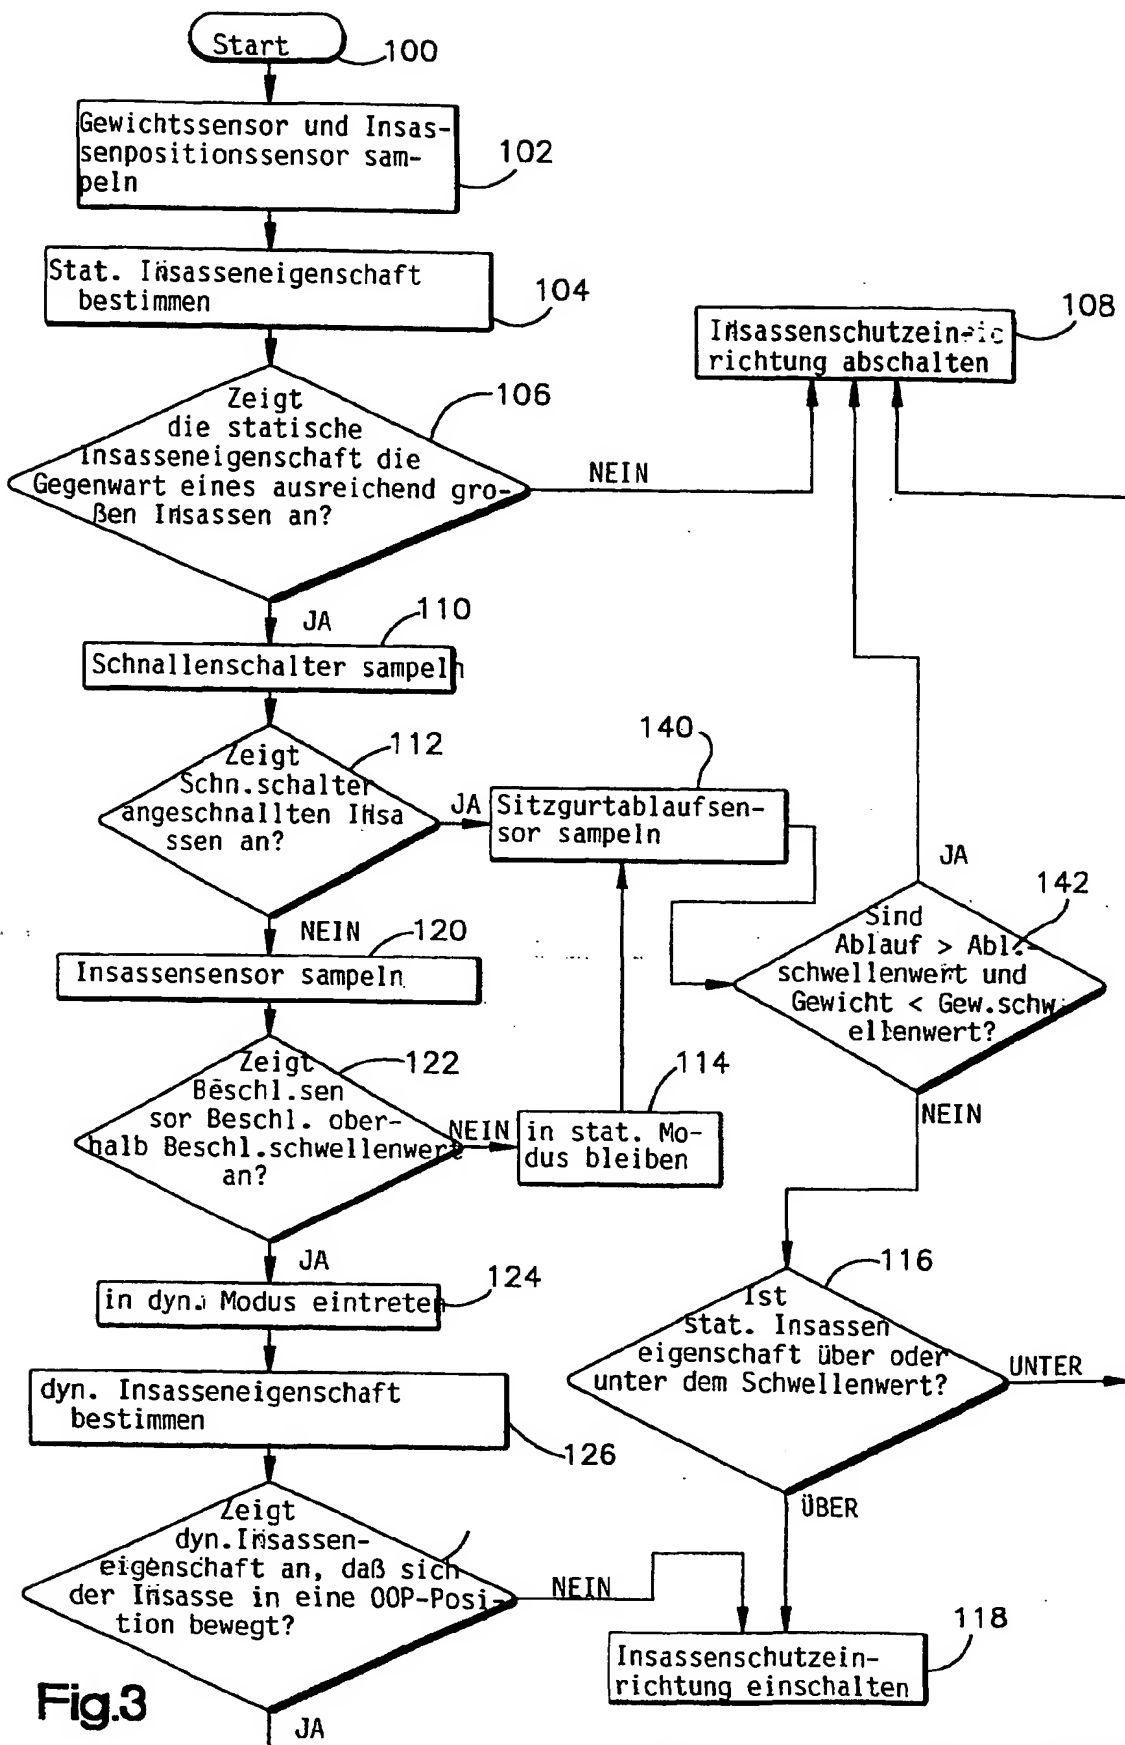 Start
100
Gewichtssensor und Insas-
senpositionssensor sam-
peln
102
Stat. Insasseneigenschaft
bestimmen
104
Insassenschutzein
richtung abschalten
108
Zeigt
die statische
Insasseneigenschaft die
Gegenwart eines ausreichend gro-
ßen Insassen an?
106
NEIN
JA
110
Schnallenschalter sampeln
Zeigt
Schn.schalter
angeschnallten Insa
ssen an?
112
JA
140
Sitzgurtablaufsen-
sor sampeln
NEIN
120
Insassensensor sampeln
JA
142
Sind
Ablauf > Abl.-
schwellenwert und
Gewicht < Gew.schw
ellenwert?
NEIN
Zeigt
Beschl.sen
sor Beschl. ober-
halb Beschl.schwellenwert
an?
122
NEIN
114
in stat. Mo-
dus bleiben
JA
in dyn. Modus eintreten
124
116
Ist
Stat. Insassen
eigenschaft über oder
unter dem Schwellenwert?
UNTER
ÜBER
dyn. Insasseneigenschaft
bestimmen
126
Zeigt
dyn.Insassen-
eigenschaft an, daß sich
der Insasse in eine OOP-Posi-
tion bewegt?
NEIN
118
Insassenschutzein-
richtung einschalten
JA
Fig.3